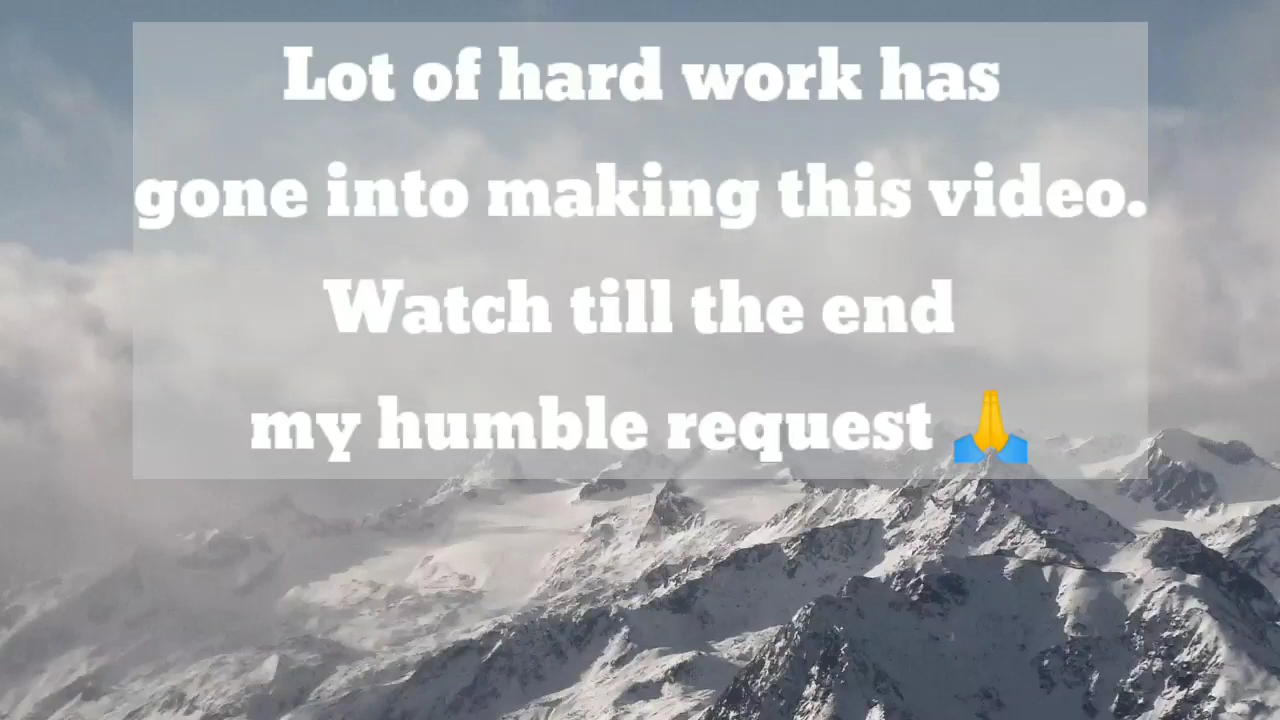 Lot of hard work has
gone into making this video.
Watch till the end
my humble request 🙏